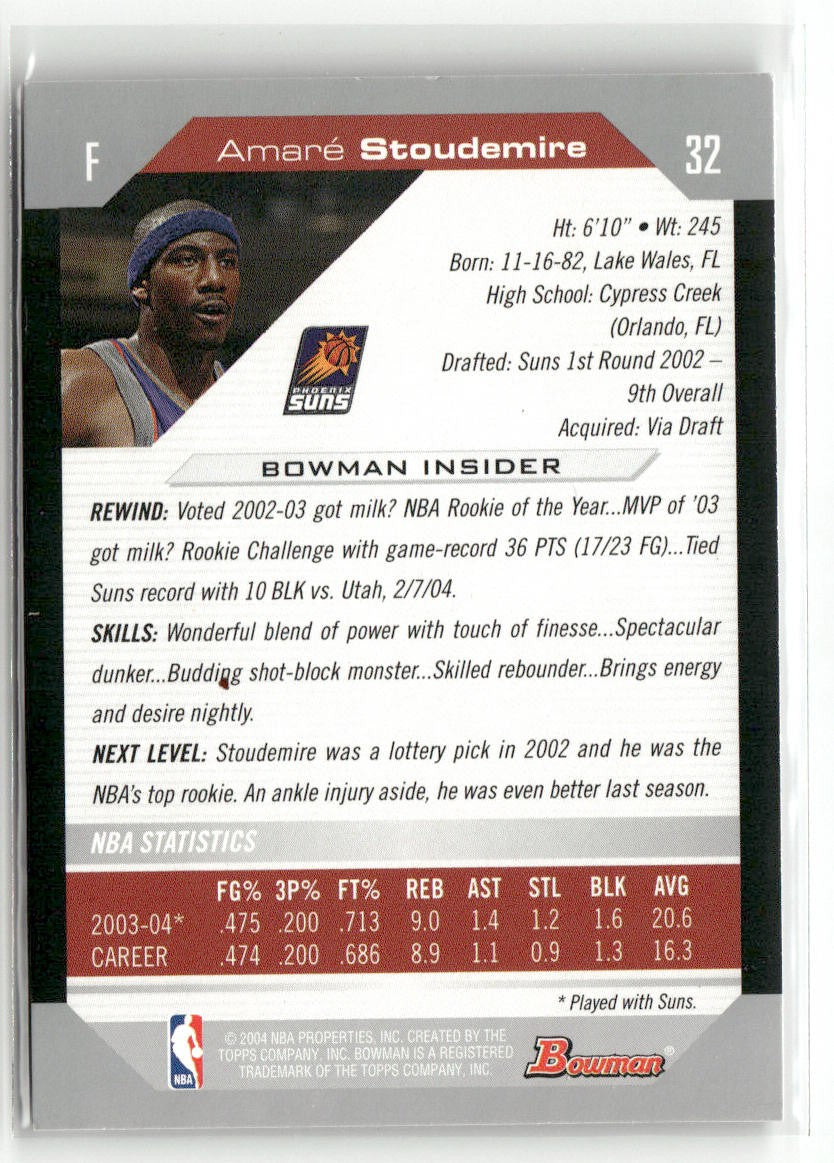 F
Amaré Stoudemire
32
Ht: 6'10" • Wt: 245
Born: 11-16-82, Lake Wales, FL
High School: Cypress Creek
(Orlando, FL)
Drafted: Suns 1st Round 2002 –
9th Overall
Acquired: Via Draft
PHOENIX
SUNS
BOWMAN INSIDER
REWIND: Voted 2002-03 got milk? NBA Rookie of the Year...MVP of '03
got milk? Rookie Challenge with game-record 36 PTS (17/23 FG)...Tied
Suns record with 10 BLK vs. Utah, 2/7/04.
SKILLS: Wonderful blend of power with touch of finesse...Spectacular
dunker...Budding shot-block monster...Skilled rebounder...Brings energy
and desire nightly.
NEXT LEVEL: Stoudemire was a lottery pick in 2002 and he was the
NBA's top rookie. An ankle injury aside, he was even better last season.
NBA STATISTICS
FG% 3P% FT% REB AST STL BLK AVG
2003-04* .475 .200 .713 9.0 1.4 1.2 1.6 20.6
CAREER .474 .200 .686 8.9 1.1 0.9 1.3 16.3
* Played with Suns.
NBA
© 2004 NBA PROPERTIES, INC. CREATED BY THE
TOPPS COMPANY, INC. BOWMAN IS A REGISTERED
TRADEMARK OF THE TOPPS COMPANY, INC.
Bowman®